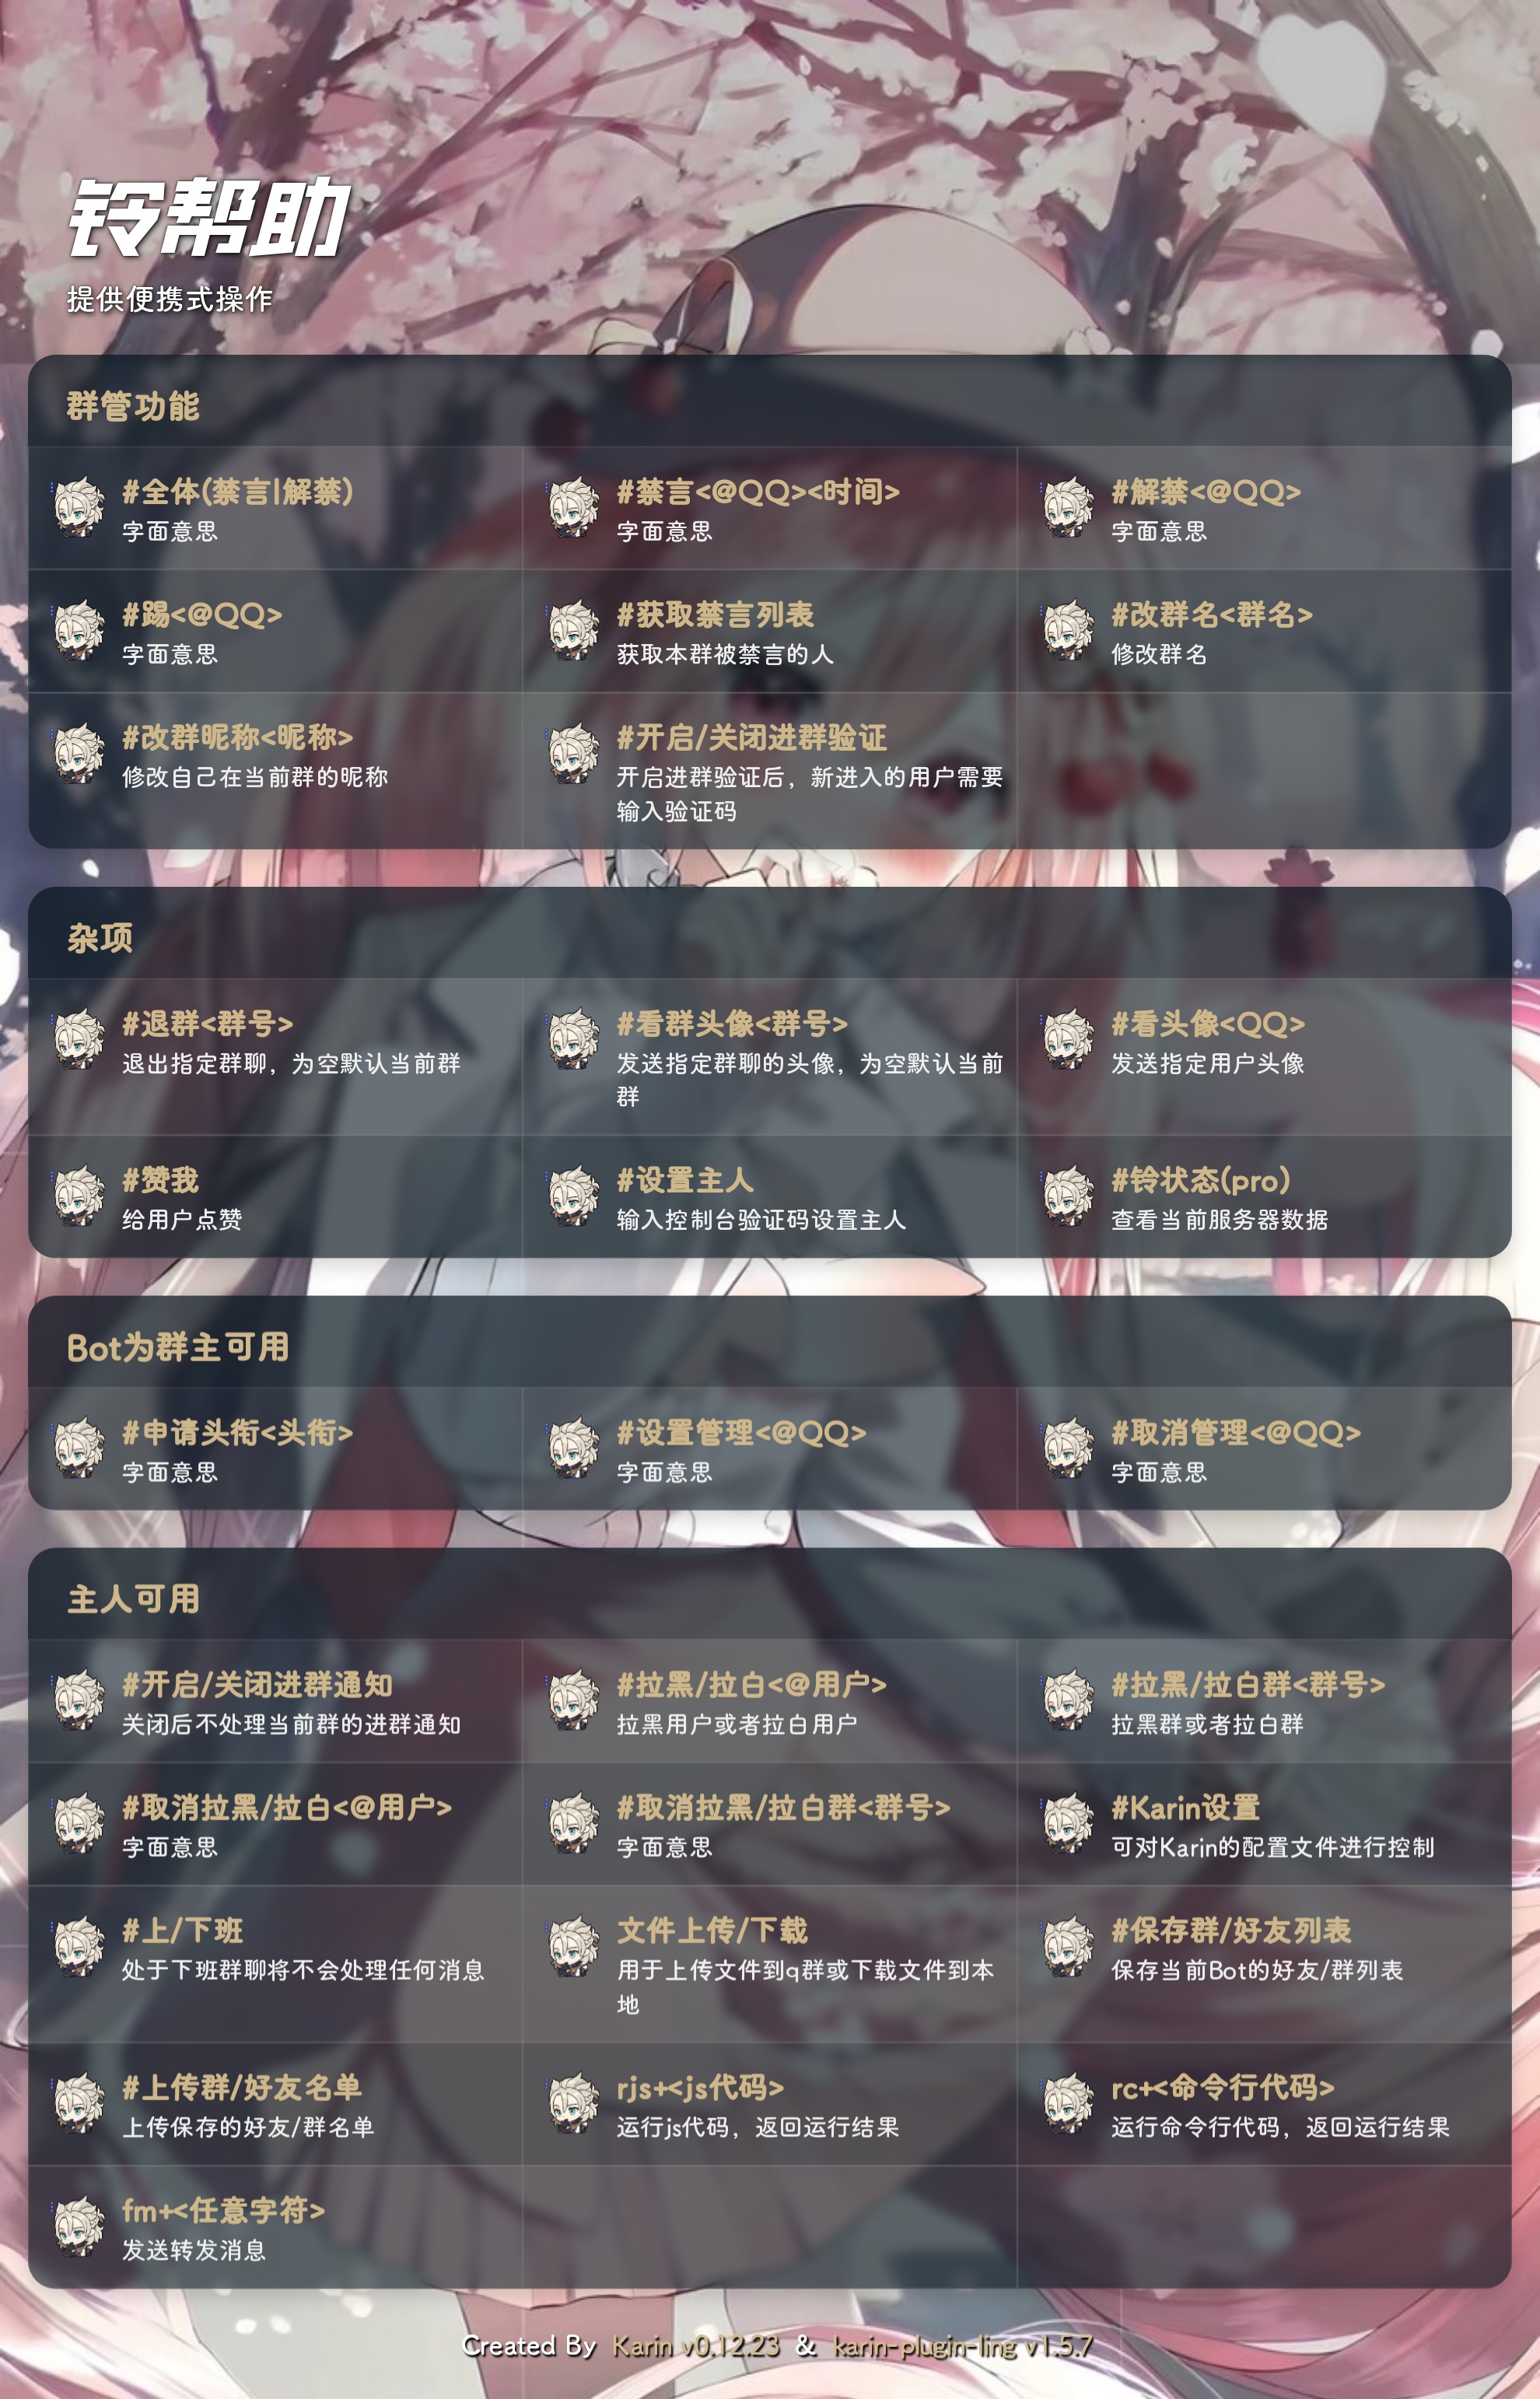 铃帮助
提供便携式操作
群管功能
#全体(禁言|解禁)
字面意思
#禁言<@QQ><时间>
字面意思
#解禁<@QQ>
字面意思
#踢<@QQ>
字面意思
#获取禁言列表
获取本群被禁言的人
#改群名<群名>
修改群名
#改群昵称<昵称>
修改自己在当前群的昵称
#开启/关闭进群验证
开启进群验证后，新进入的用户需要
输入验证码
杂项
#退群<群号>
退出指定群聊，为空默认当前群
#看群头像<群号>
发送指定群聊的头像，为空默认当前
群
#看头像<QQ>
发送指定用户头像
#赞我
给用户点赞
#设置主人
输入控制台验证码设置主人
#铃状态(pro)
查看当前服务器数据
Bot为群主可用
#申请头衔<头衔>
字面意思
#设置管理<@QQ>
字面意思
#取消管理<@QQ>
字面意思
主人可用
#开启/关闭进群通知
关闭后不处理当前群的进群通知
#拉黑/拉白<@用户>
拉黑用户或者拉白用户
#拉黑/拉白群<群号>
拉黑群或者拉白群
#取消拉黑/拉白<@用户>
字面意思
#取消拉黑/拉白群<群号>
字面意思
#Karin设置
可对Karin的配置文件进行控制
#上/下班
处于下班群聊将不会处理任何消息
文件上传/下载
用于上传文件到q群或下载文件到本
地
#保存群/好友列表
保存当前Bot的好友/群列表
#上传群/好友名单
上传保存的好友/群名单
rjs+<js代码>
运行js代码，返回运行结果
rc+<命令行代码>
运行命令行代码，返回运行结果
fm+<任意字符>
发送转发消息
Created By Karin v0.12.23 & karin-plugin-ling v1.5.7